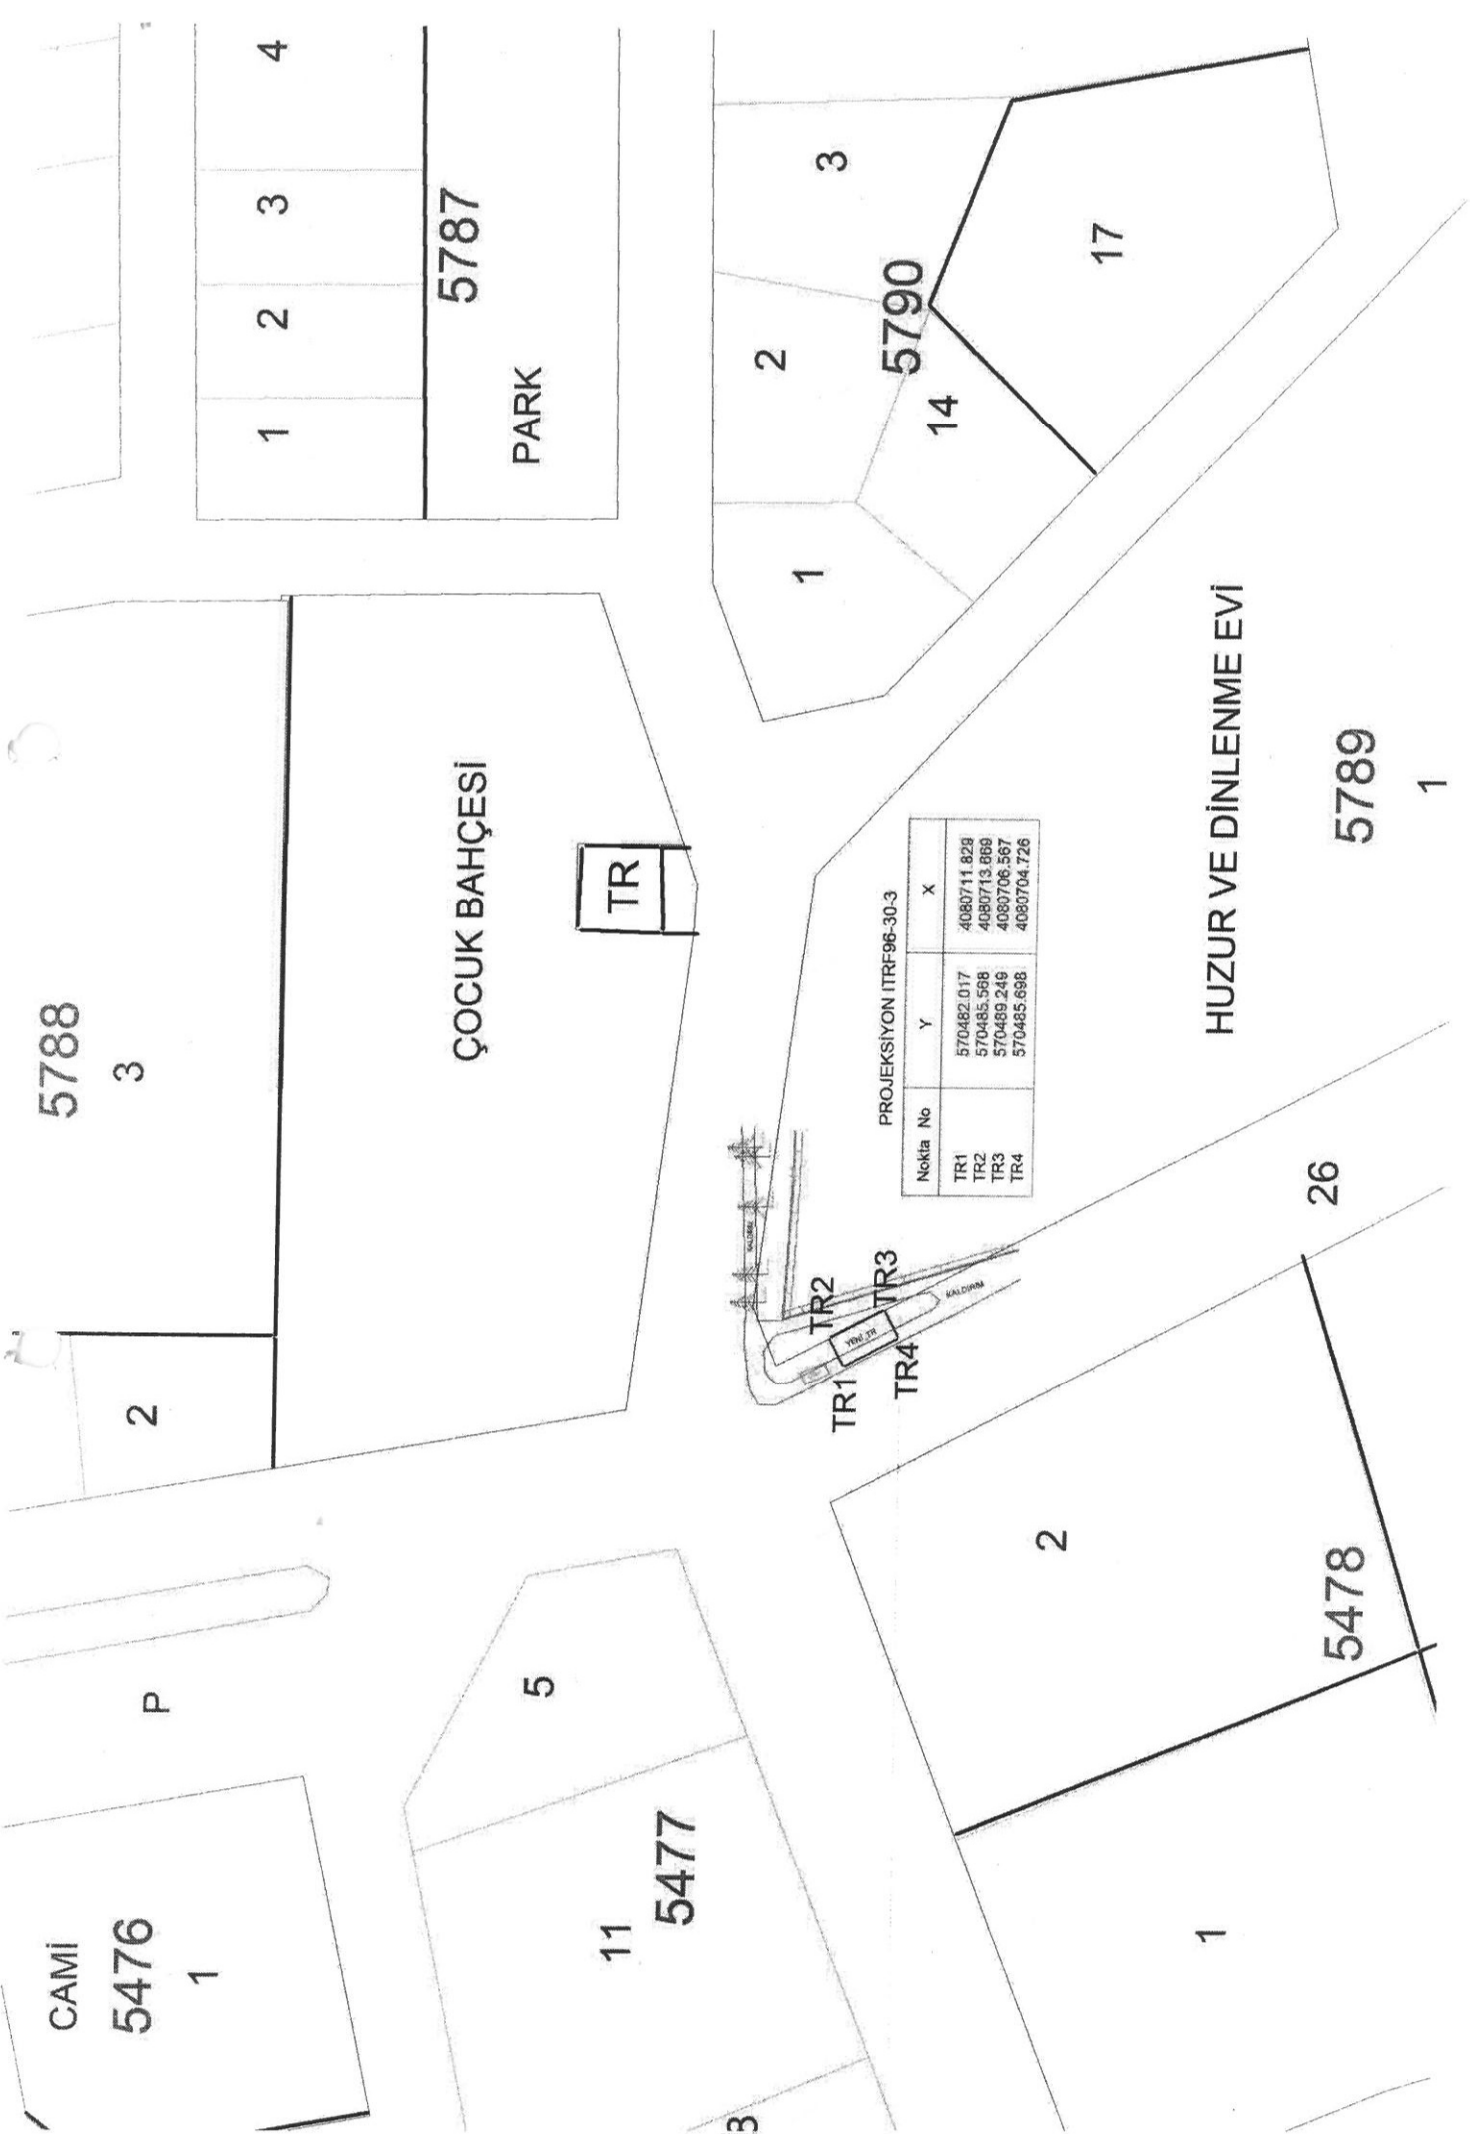 CAMİ
5476
1
P
2
5788
3
1
2
3
4
5787
PARK
ÇOCUK BAHÇESİ
TR
5
11
5477
3
KALDIRIM
TR1
TR2
TR3
TR4
YENİ TR
KALDIRIM
PROJEKSİYON ITRF96-30-3
Nokta No Y X
TR1 570482.017 4080711.829
TR2 570485.568 4080713.669
TR3 570489.249 4080706.567
TR4 570485.698 4080704.726
1
2
3
5790
14
17
2
5478
1
26
HUZUR VE DİNLENME EVİ
5789
1